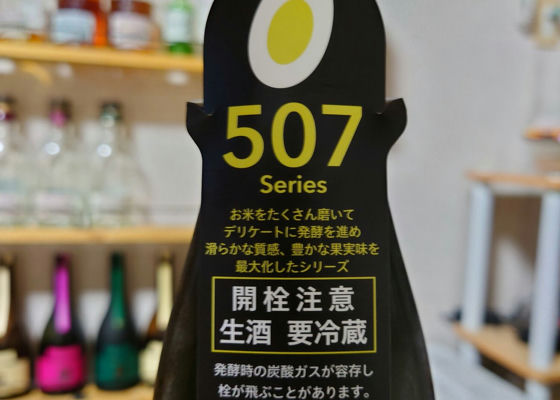 507
Series
お米をたくさん磨いて
デリケートに発酵を進め
滑らかな質感、豊かな果実味を
最大化したシリーズ
開栓注意
生酒 要冷蔵
発酵時の炭酸ガスが容存し
栓が飛ぶことがあります。